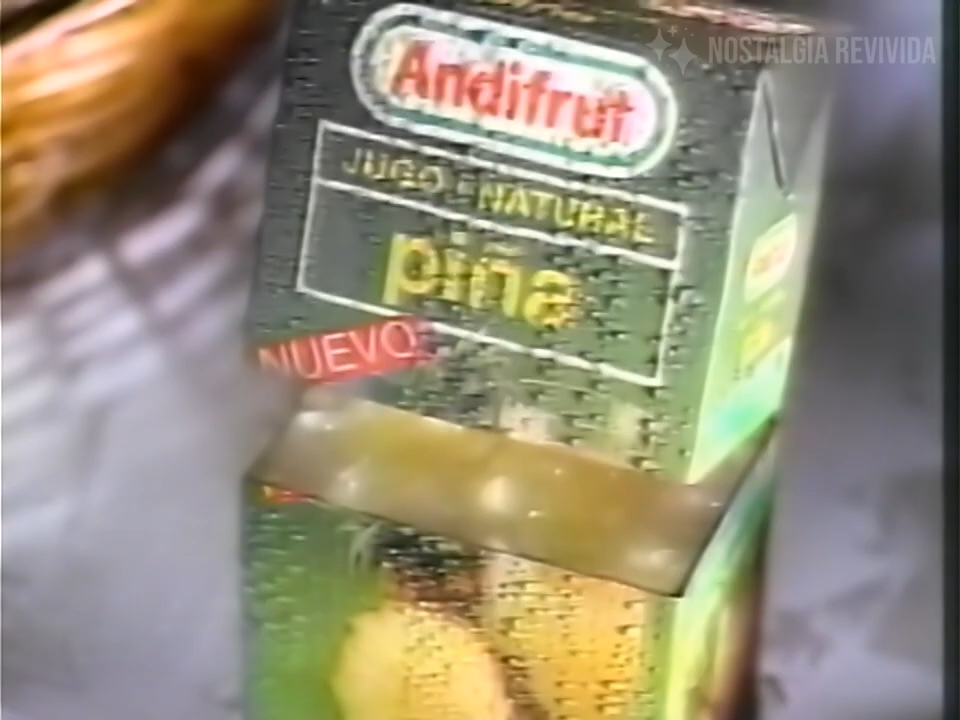 NOSTALGIA REVIVIDA
Andifrut
JUGO NATURAL
piña
NUEVO